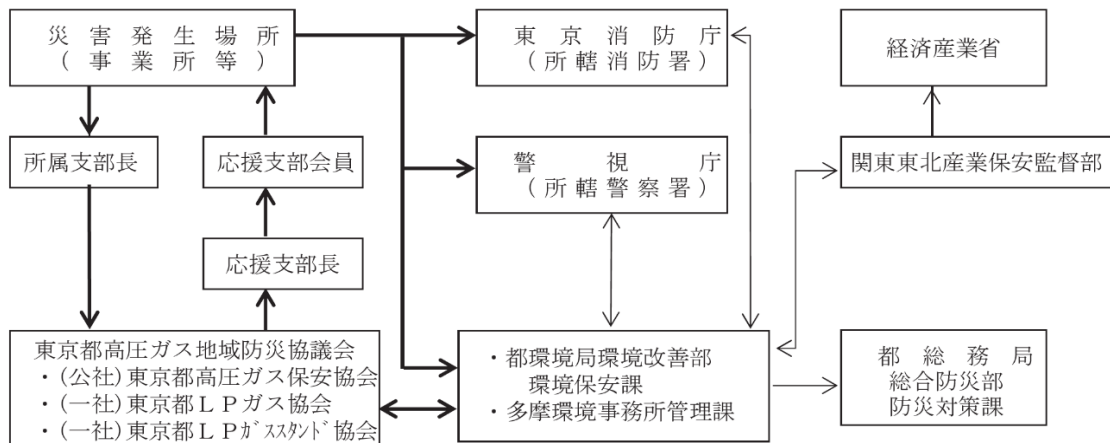 災害発生場所
(事業所等)
東京消防庁
(所轄消防署)
経済産業省
所属支部長
応援支部会員
警視庁
(所轄警察署)
関東東北産業保安監督部
応援支部長
東京都高圧ガス地域防災協議会
・(公社)東京都高圧ガス保安協会
・(一社)東京都LPガス協会
・(一社)東京都LPガススタンド協会
・都環境局環境改善部
環境保安課
・多摩環境事務所管理課
都総務局
総合防災部
防災対策課